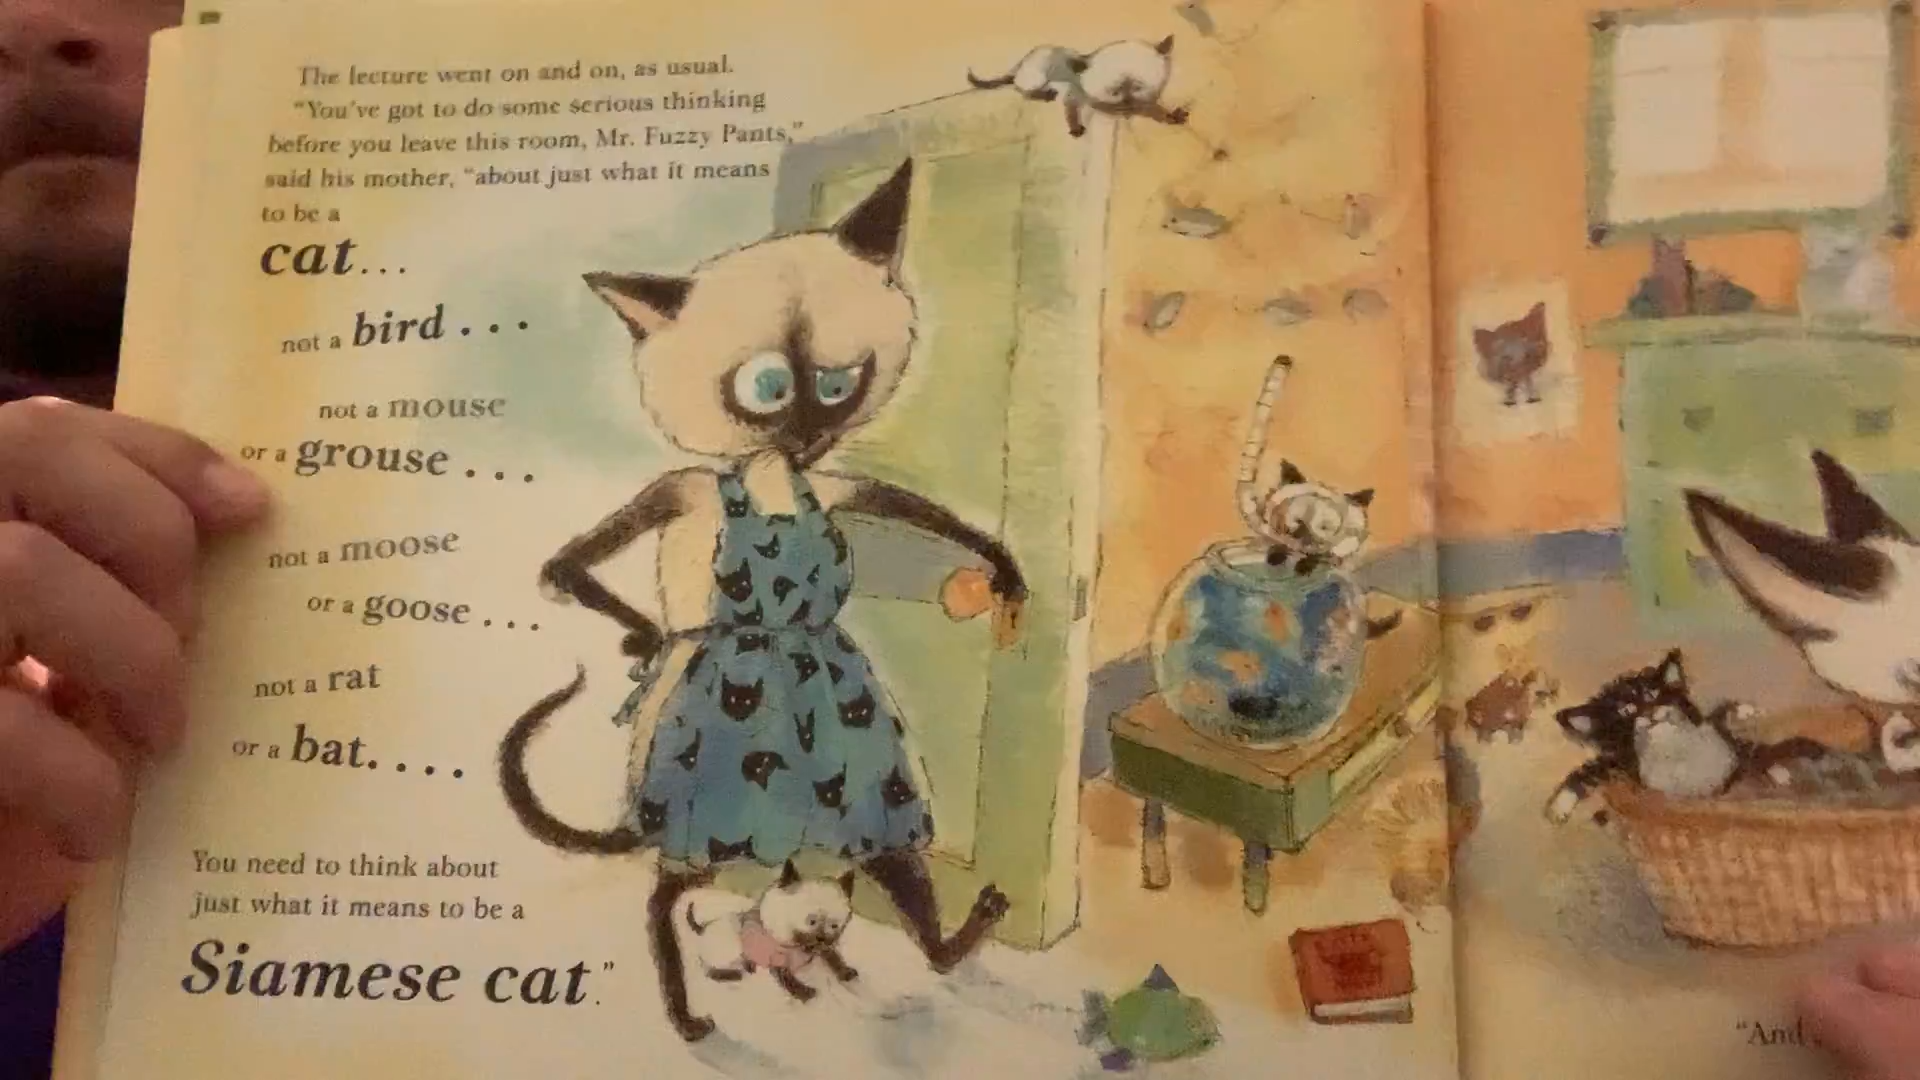 The lecture went on and on, as usual.
"You've got to do some serious thinking
before you leave this room, Mr. Fuzzy Pants,"
said his mother, "about just what it means
to be a
cat...
not a bird . . .
not a mouse
or a grouse . . .
not a moose
or a goose . . .
not a rat
or a bat. . . .
You need to think about
just what it means to be a
Siamese cat."
"And